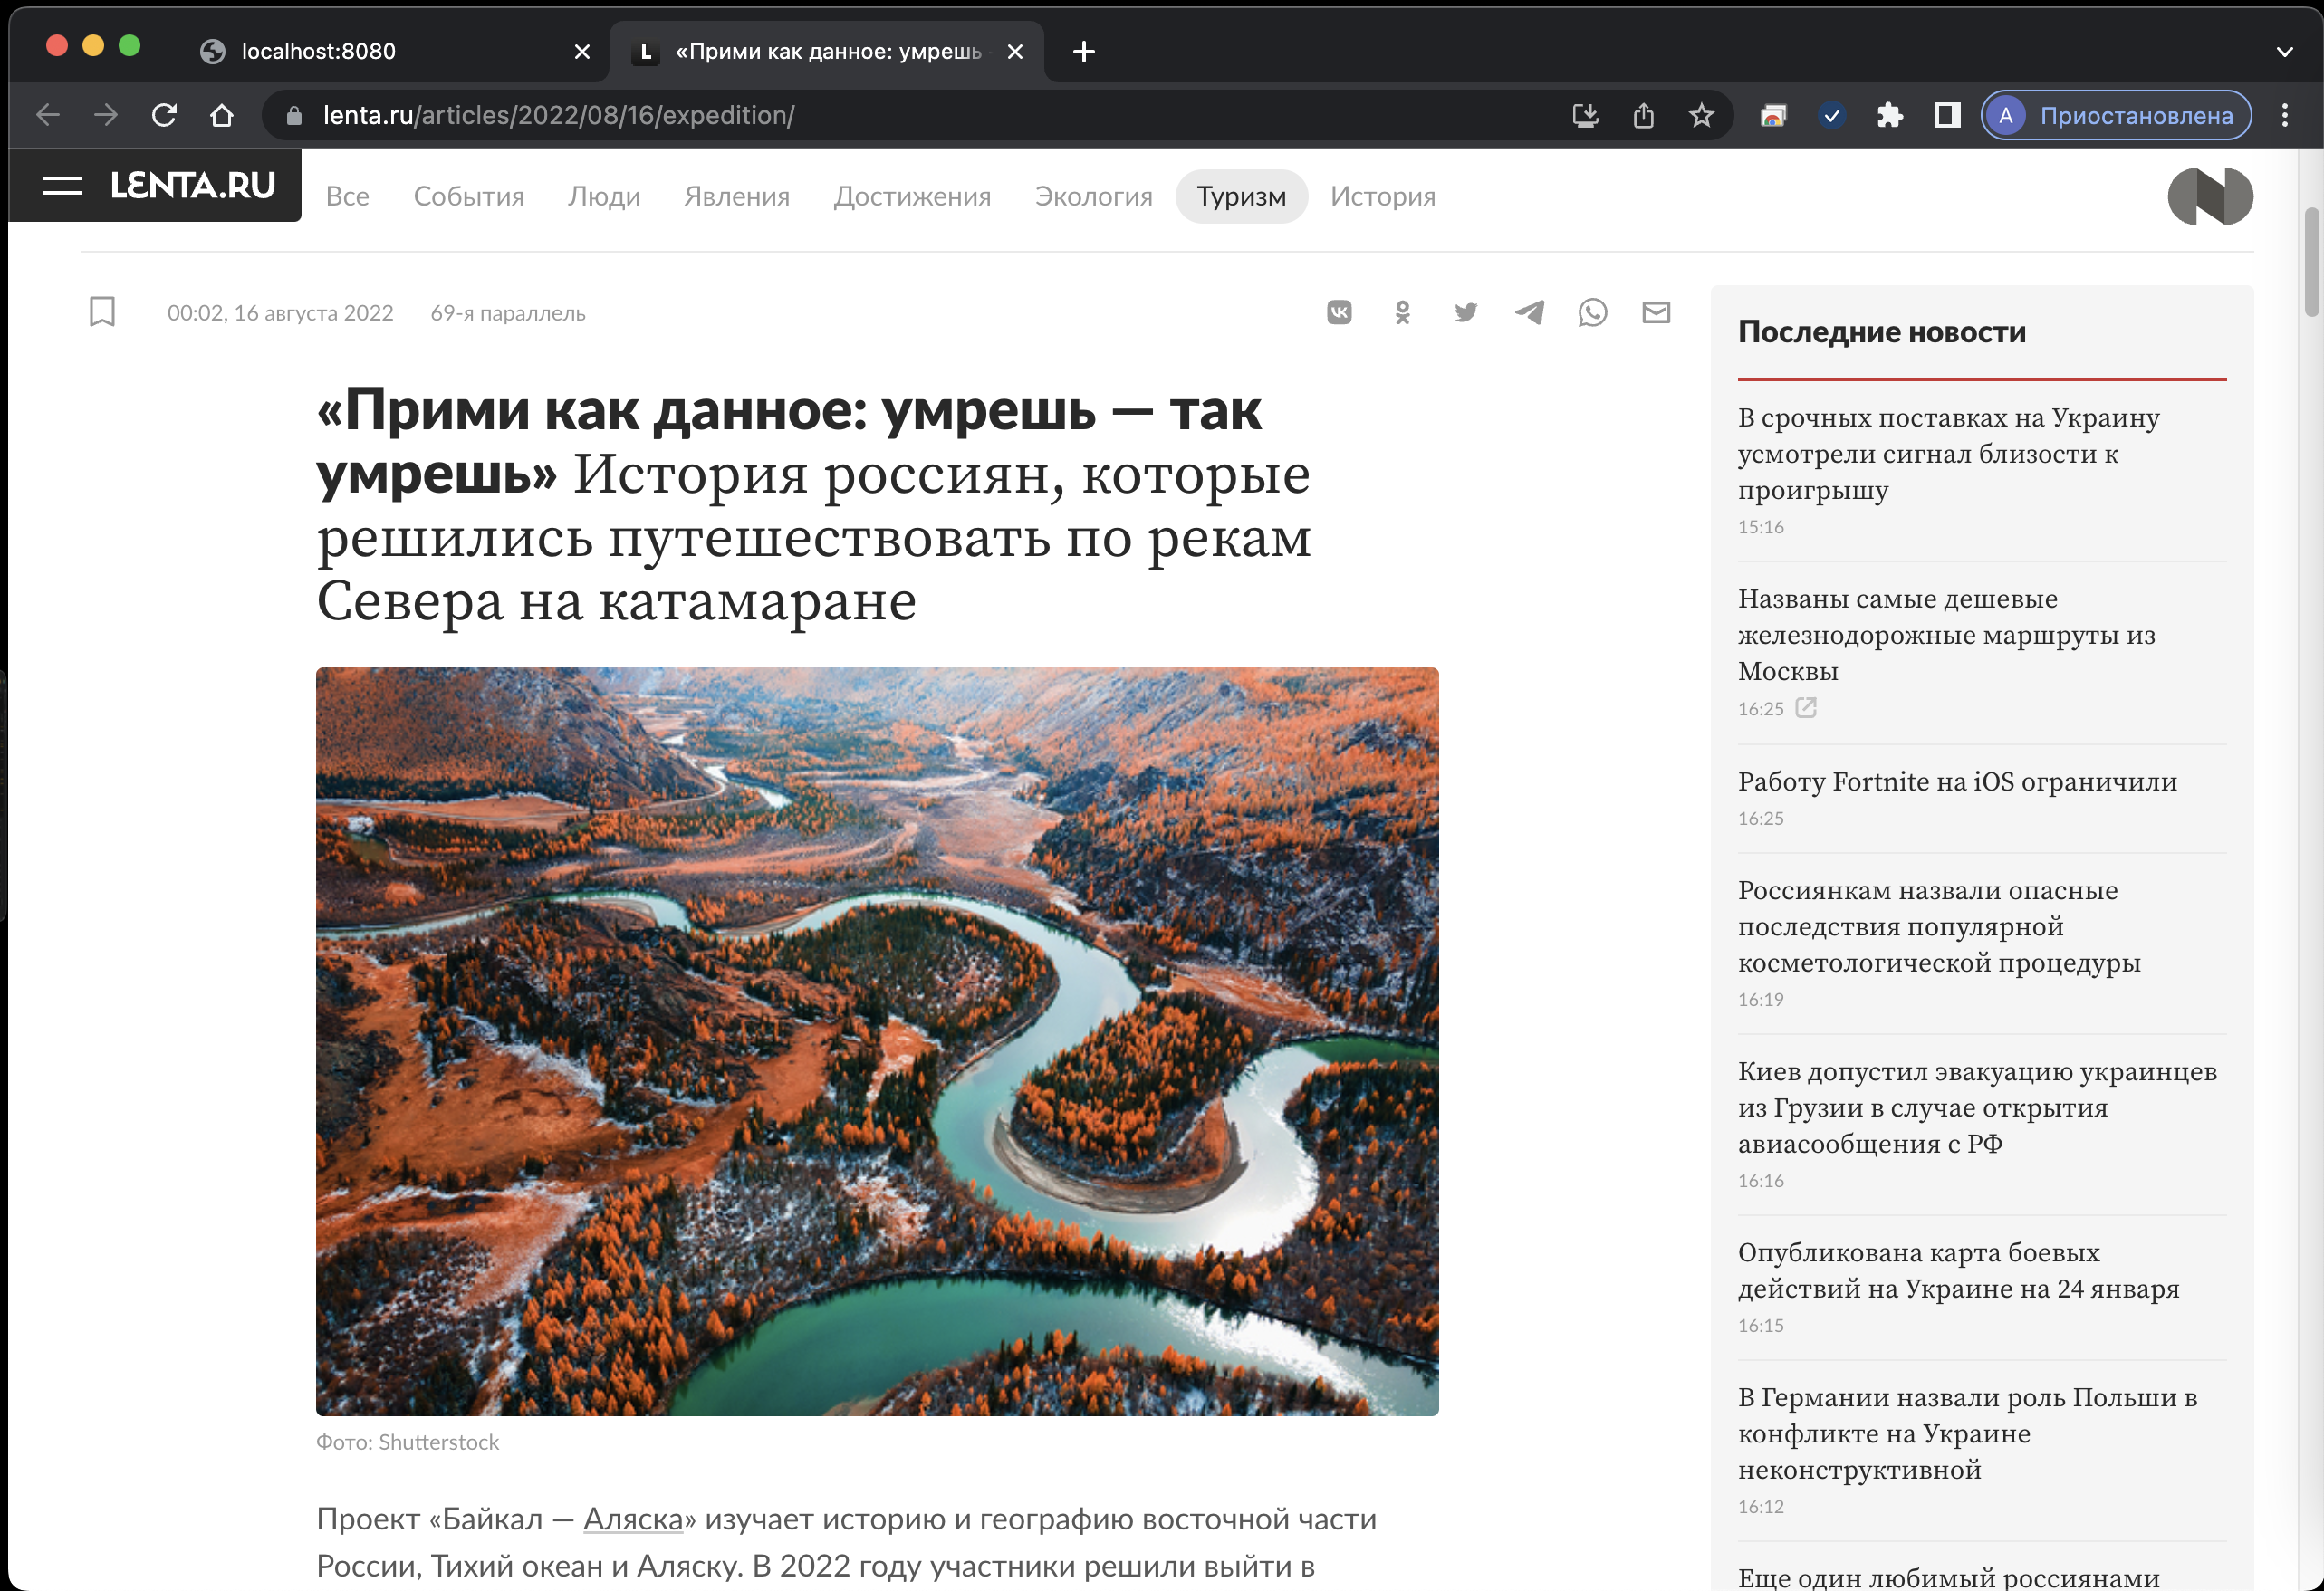 localhost:8080
L
«Прими как данное: умрешь
lenta.ru/articles/2022/08/16/expedition/
А Приостановлена
LENTA.RU
Все События Люди Явления Достижения Экология Туризм История
00:02, 16 августа 2022 69-я параллель
«Прими как данное: умрешь — так
умрешь» История россиян, которые
решились путешествовать по рекам
Севера на катамаране
Фото: Shutterstock
Проект «Байкал — Аляска» изучает историю и географию восточной части
России, Тихий океан и Аляску. В 2022 году участники решили выйти в
Последние новости
В срочных поставках на Украину
усмотрели сигнал близости к
проигрышу
15:16
Названы самые дешевые
железнодорожные маршруты из
Москвы
16:25
Работу Fortnite на iOS ограничили
16:25
Россиянкам назвали опасные
последствия популярной
косметологической процедуры
16:19
Киев допустил эвакуацию украинцев
из Грузии в случае открытия
авиасообщения с РФ
16:16
Опубликована карта боевых
действий на Украине на 24 января
16:15
В Германии назвали роль Польши в
конфликте на Украине
неконструктивной
16:12
Еще один любимый россиянами